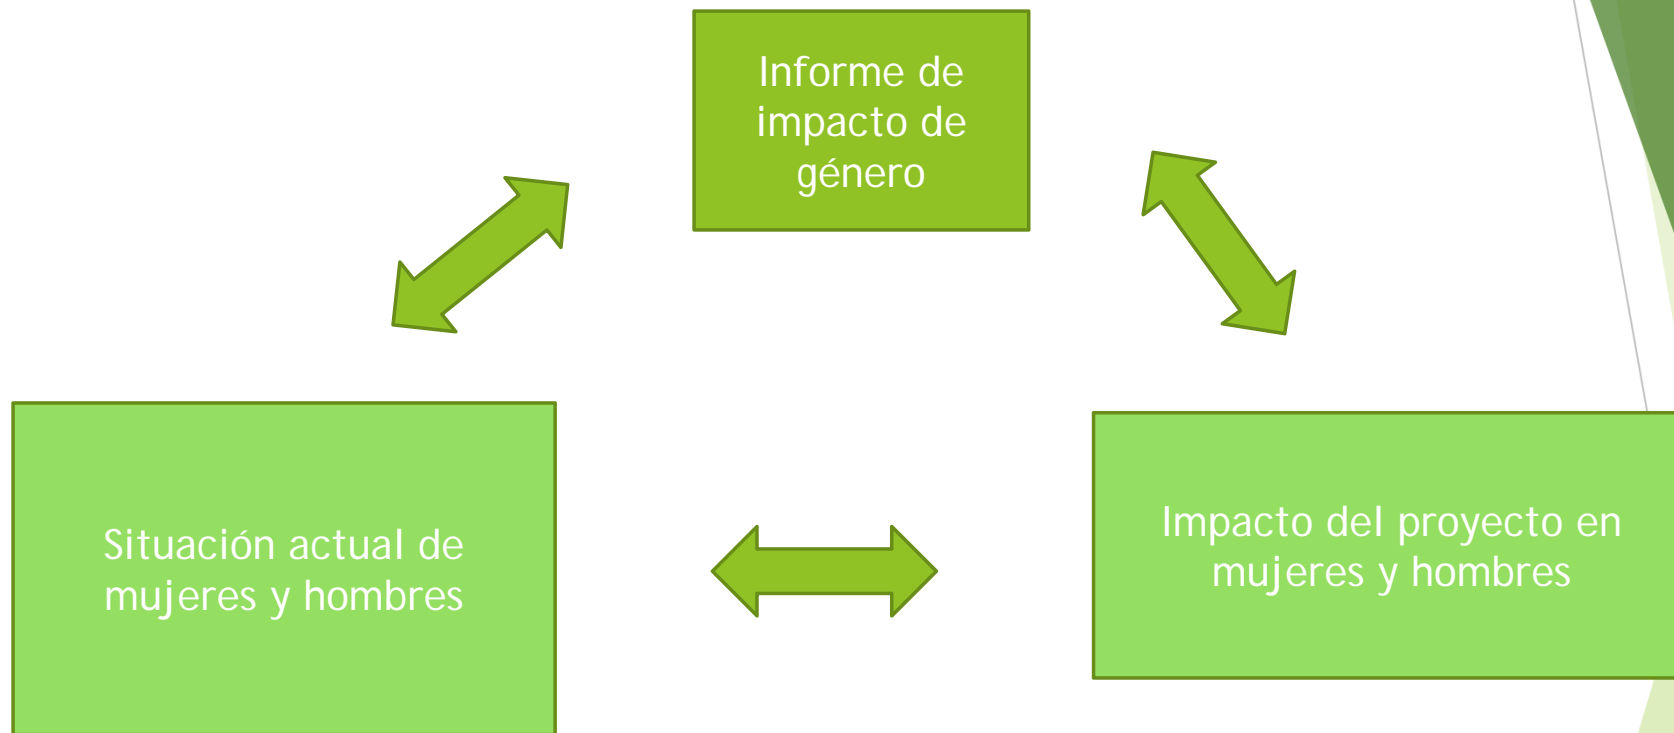 Informe de
impacto de
género
Situación actual de
mujeres y hombres
Impacto del proyecto en
mujeres y hombres